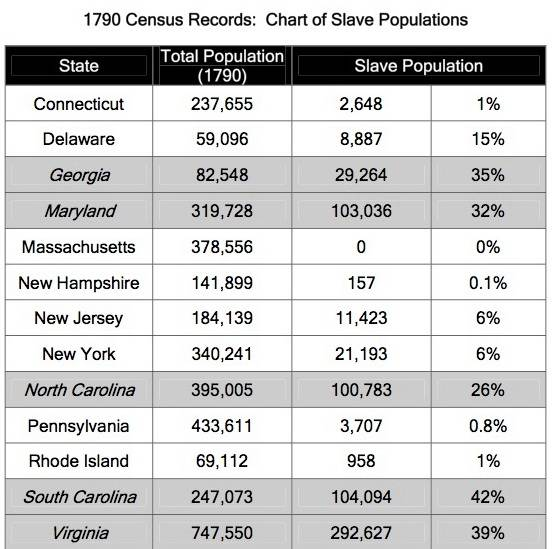 1790 Census Records:  Chart of Slave Populations
State Total Population (1790) Slave Population
Connecticut 237,655 2,648 1%
Delaware 59,096 8,887 15%
Georgia 82,548 29,264 35%
Maryland 319,728 103,036 32%
Massachusetts 378,556 0 0%
New Hampshire 141,899 157 0.1%
New Jersey 184,139 11,423 6%
New York 340,241 21,193 6%
North Carolina 395,005 100,783 26%
Pennsylvania 433,611 3,707 0.8%
Rhode Island 69,112 958 1%
South Carolina 247,073 104,094 42%
Virginia 747,550 292,627 39%